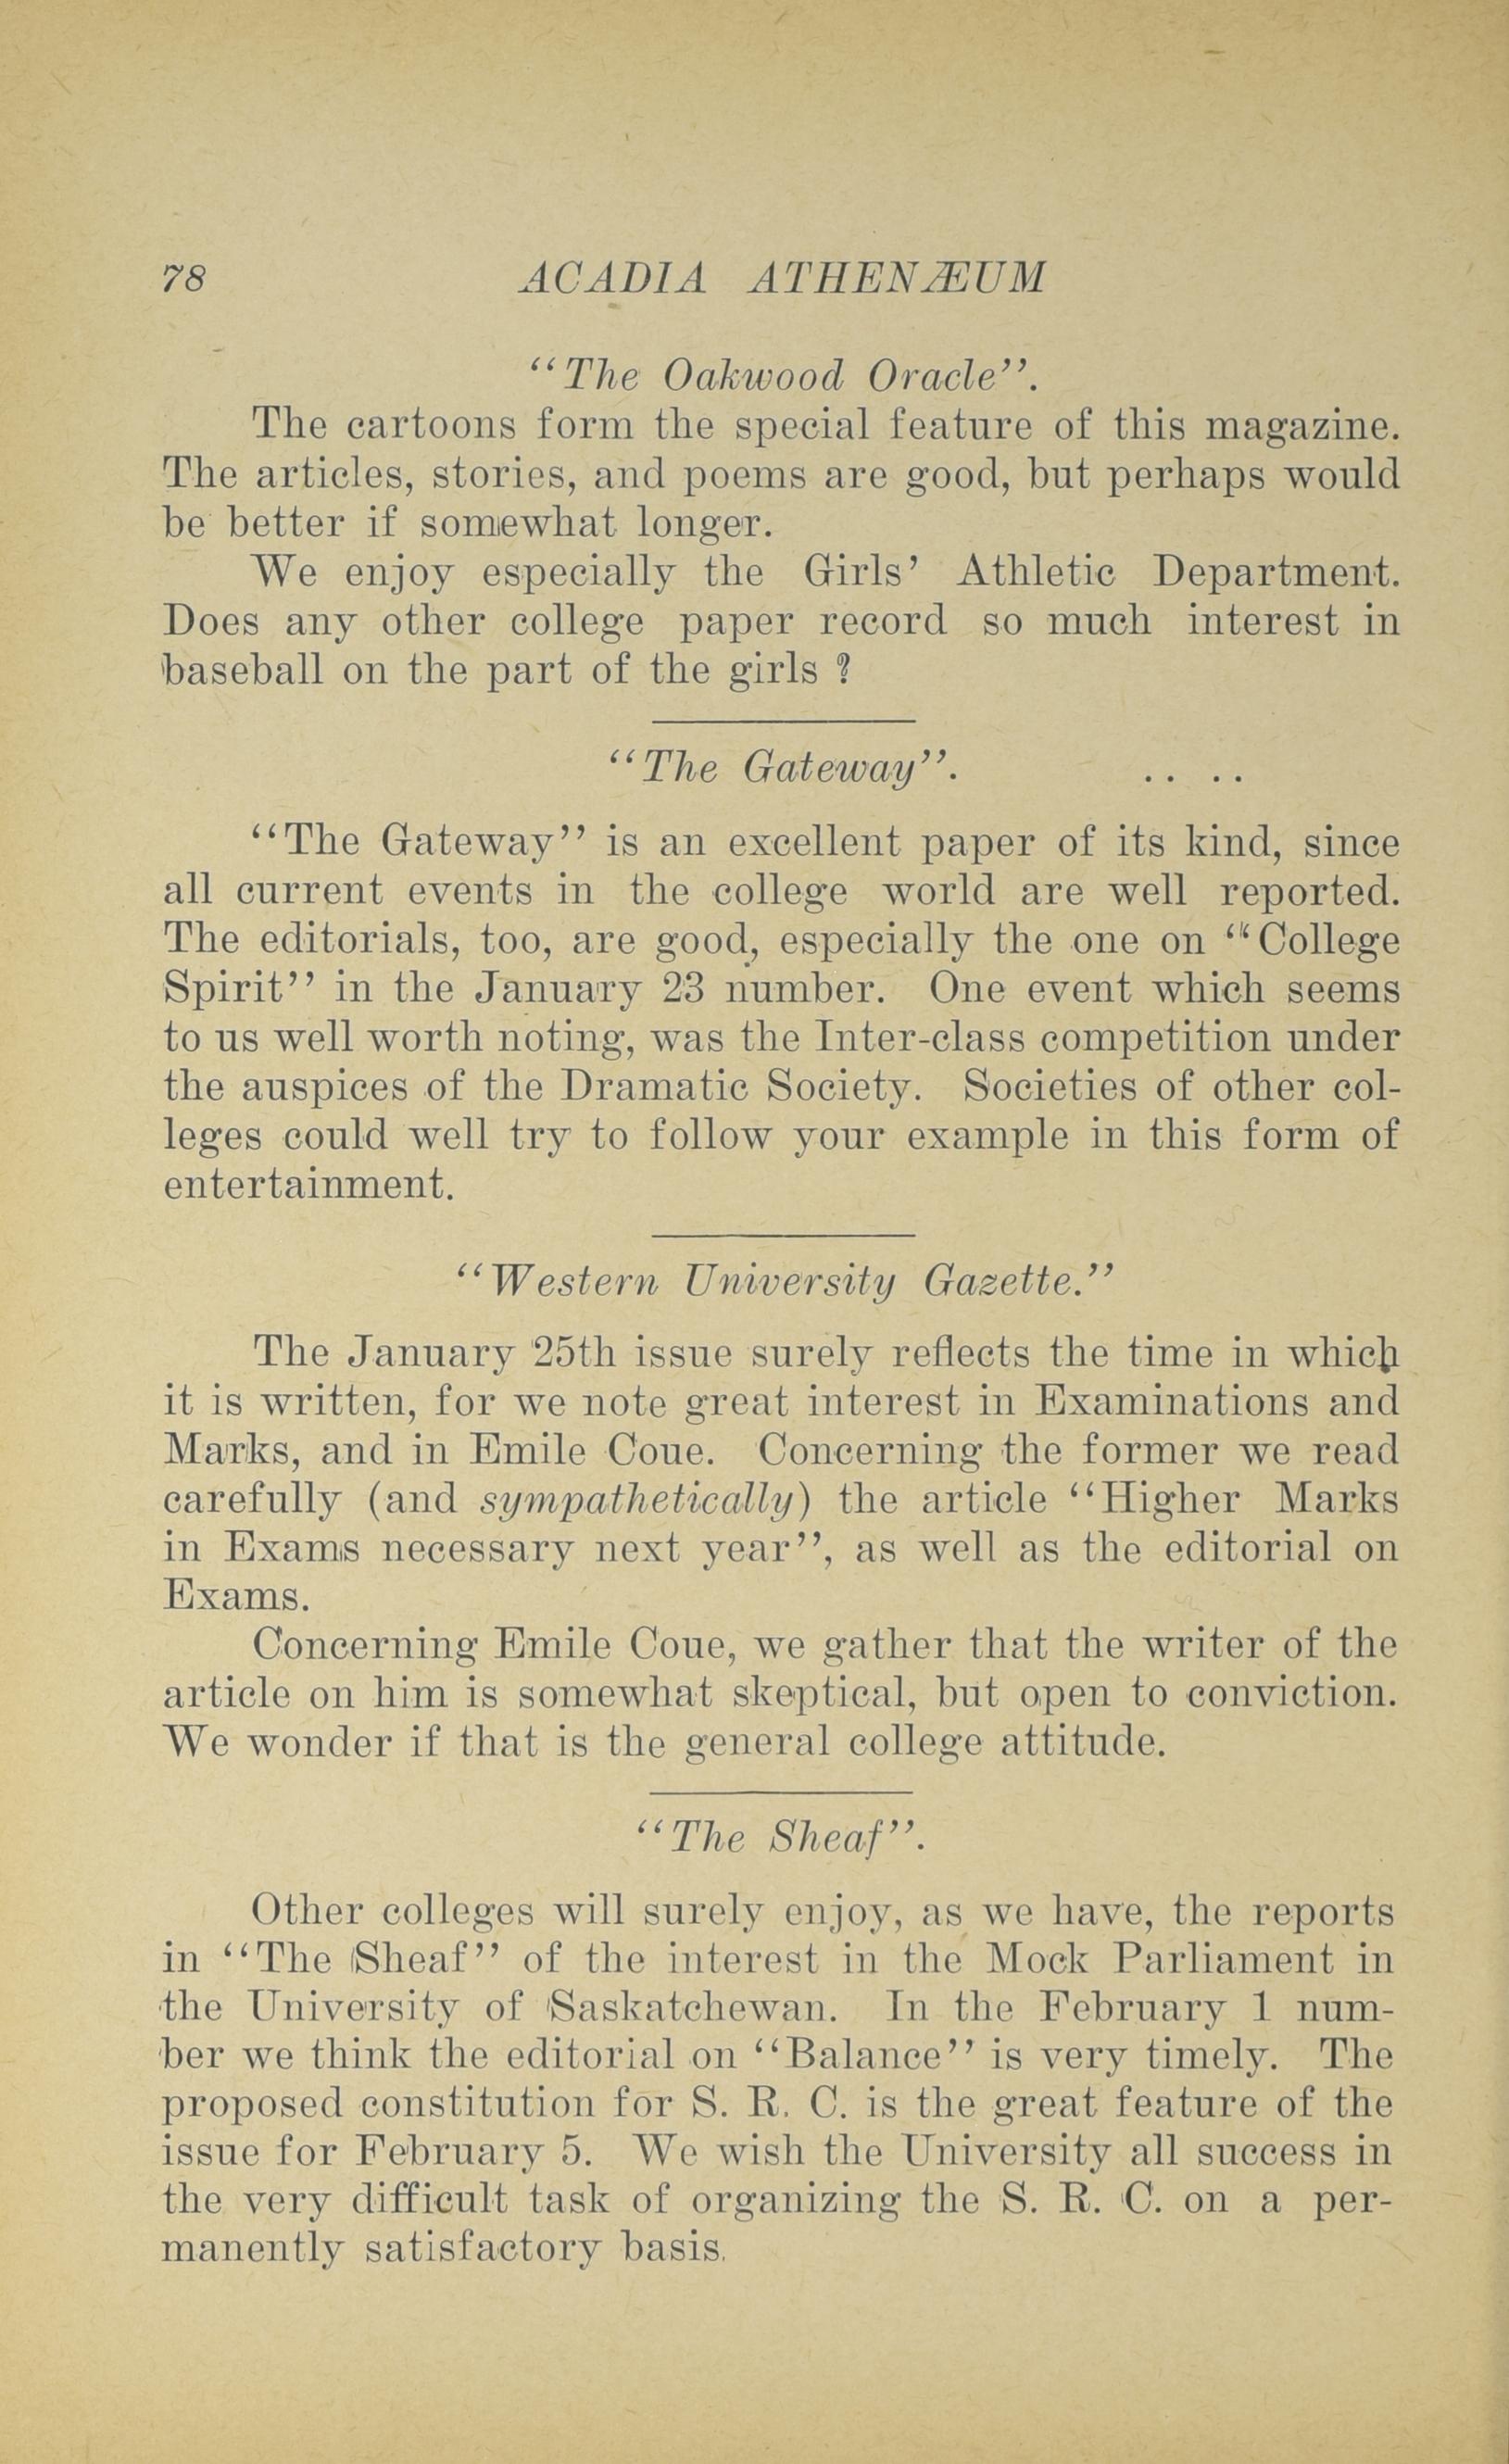 78 ACADIA ATHENÆUM
“The Oakwood Oracle”.
The cartoons form the special feature of this magazine.
The articles, stories, and poems are good, but perhaps would
be better if somewhat longer.
We enjoy especially the Girls’ Athletic Department.
Does any other college paper record so much interest in
baseball on the part of the girls ?
“The Gateway”. .. ..
“The Gateway” is an excellent paper of its kind, since
all current events in the college world are well reported.
The editorials, too, are good, especially the one on “College
Spirit” in the January 23 number. One event which seems
to us well worth noting, was the Inter-class competition under
the auspices of the Dramatic Society. Societies of other col-
leges could well try to follow your example in this form of
entertainment.
“Western University Gazette.”
The January 25th issue surely reflects the time in which
it is written, for we note great interest in Examinations and
Marks, and in Emile Coue. Concerning the former we read
carefully (and sympathetically) the article “Higher Marks
in Exams necessary next year”, as well as the editorial on
Exams.
Concerning Emile Coue, we gather that the writer of the
article on him is somewhat skeptical, but open to conviction.
We wonder if that is the general college attitude.
“The Sheaf”.
Other colleges will surely enjoy, as we have, the reports
in “The Sheaf” of the interest in the Mock Parliament in
the University of Saskatchewan. In the February 1 num-
ber we think the editorial on “Balance” is very timely. The
proposed constitution for S. R. C. is the great feature of the
issue for February 5. We wish the University all success in
the very difficult task of organizing the S. R. C. on a per-
manently satisfactory basis.